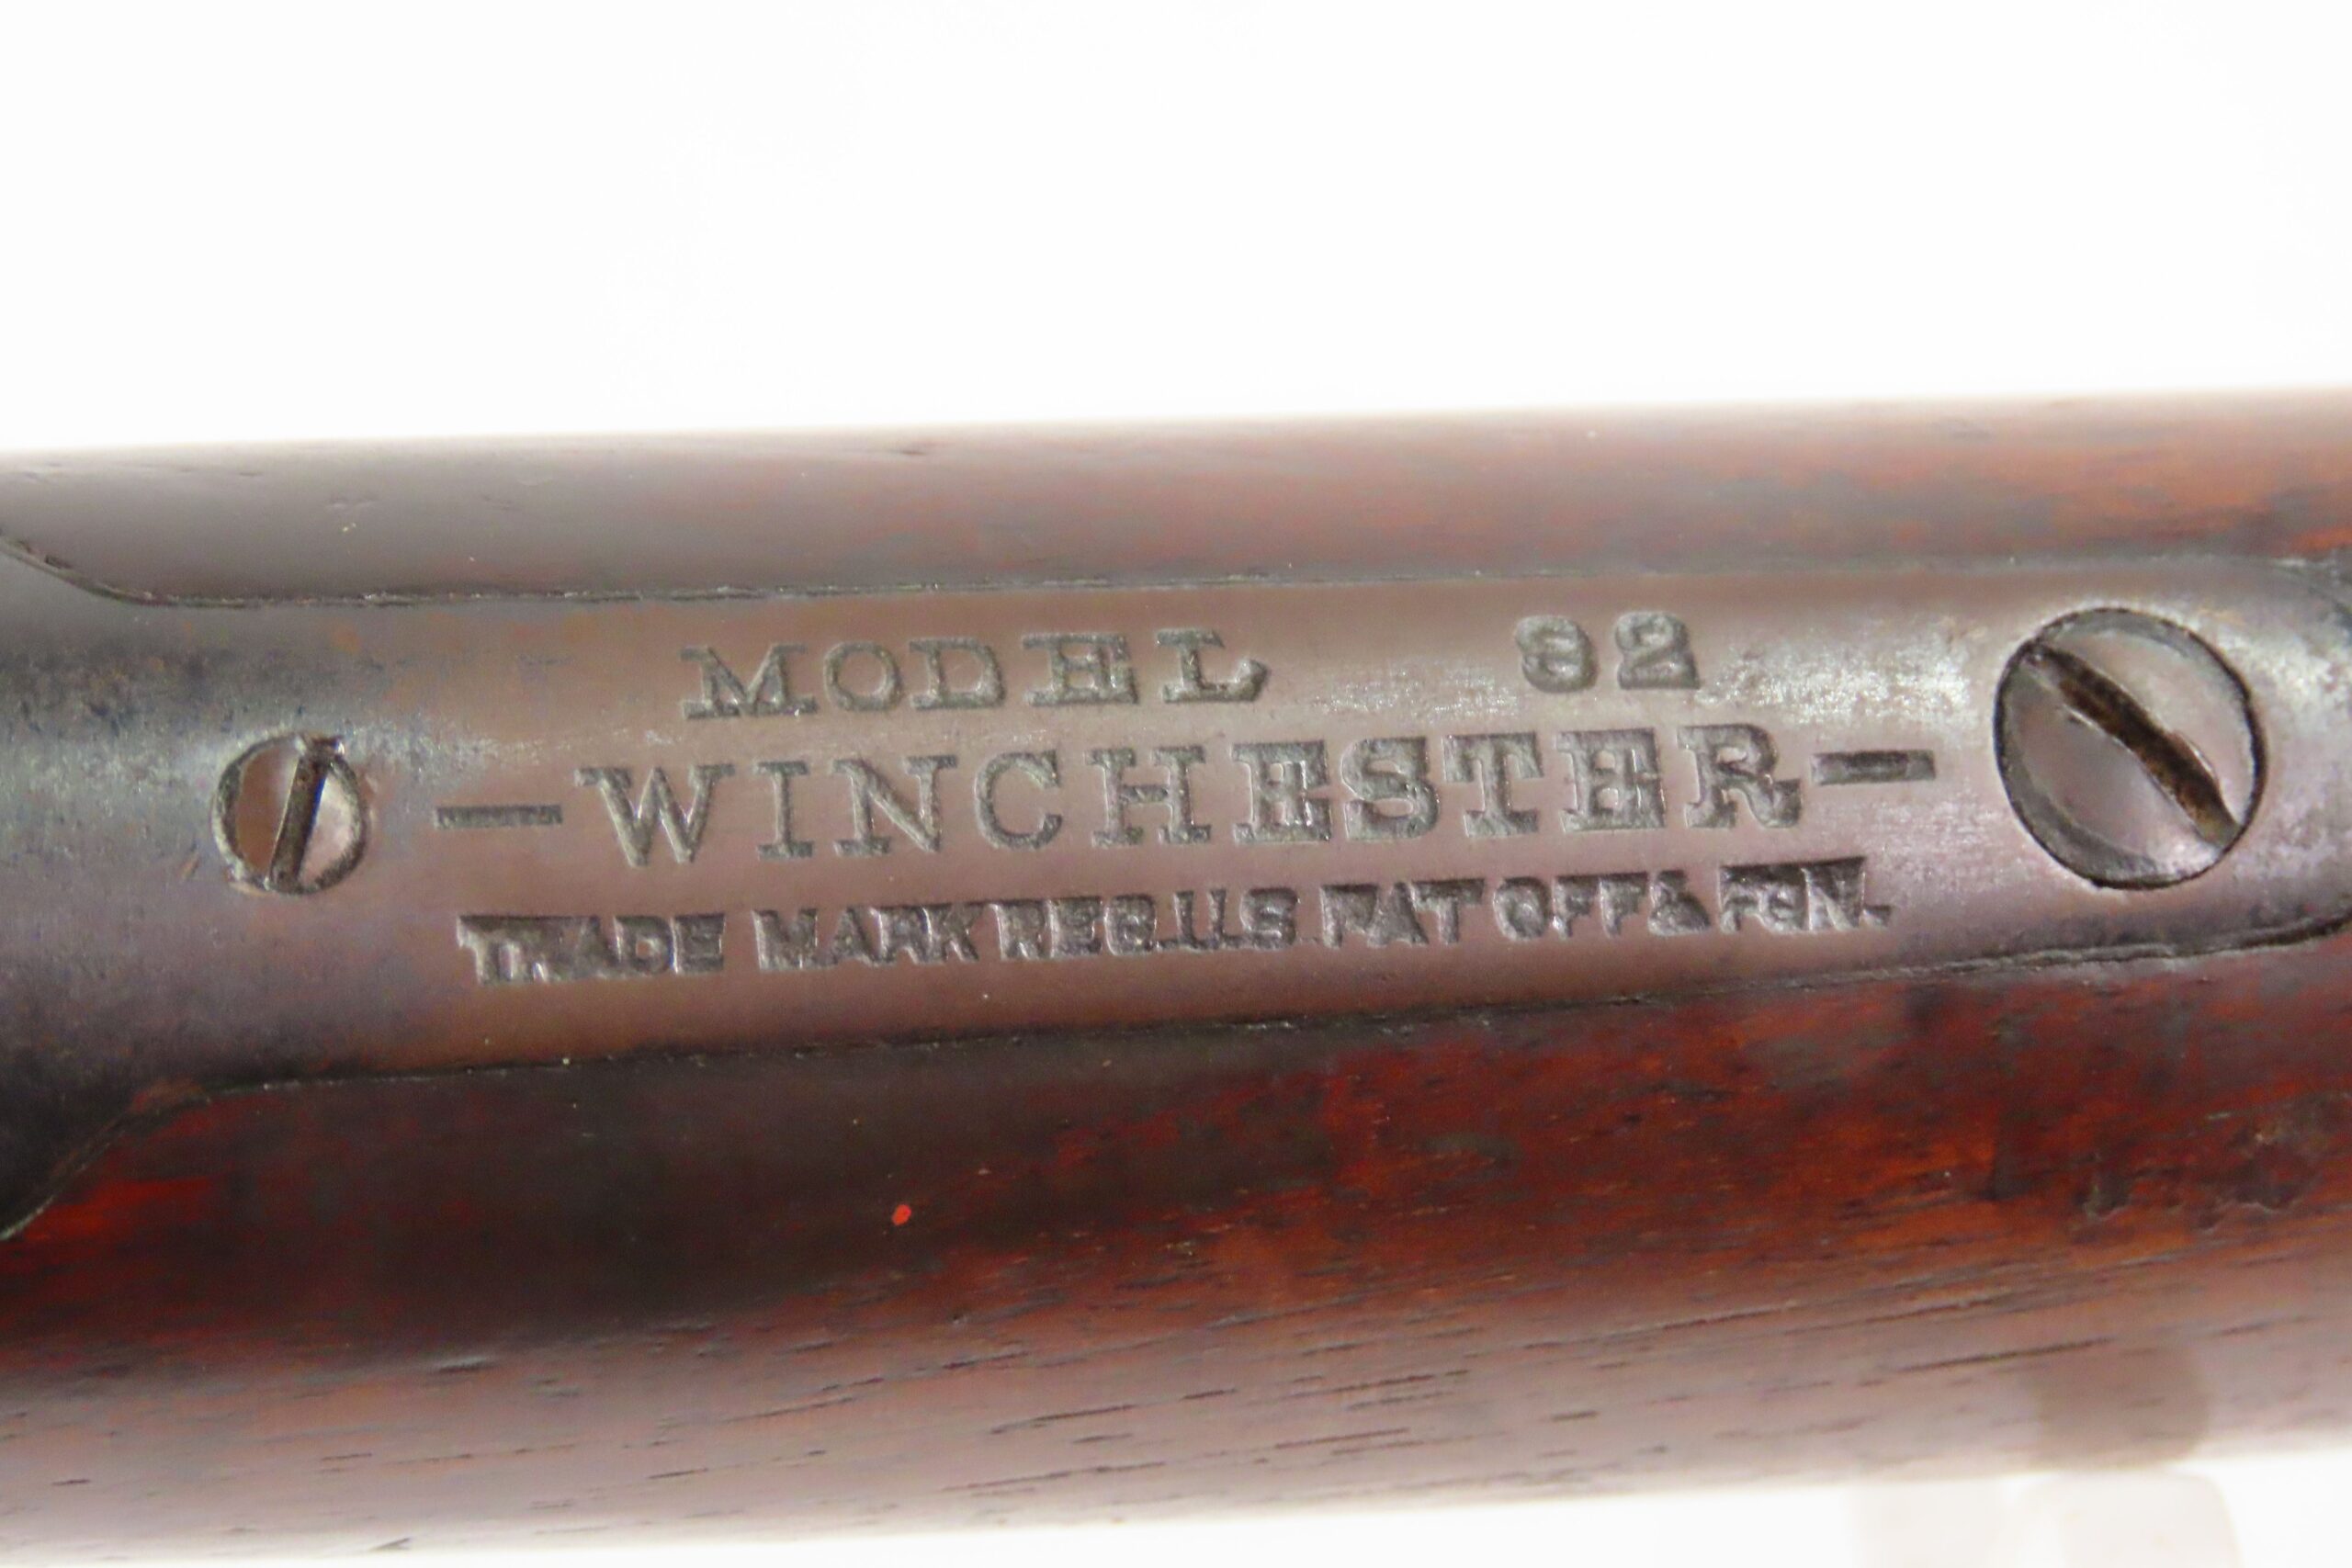 MODEL 92
—WINCHESTER—
TRADE MARK REG. U.S. PAT OFF & FGN.